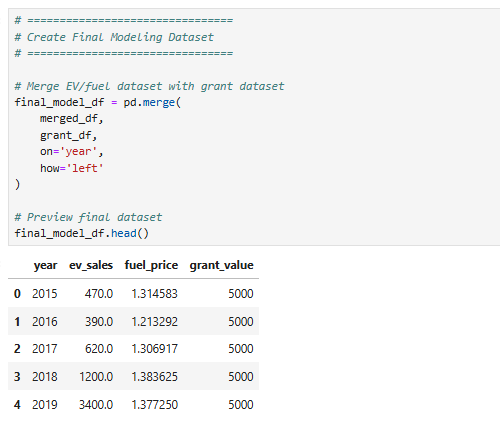 # ================================
# Create Final Modeling Dataset
# ================================
# Merge EV/fuel dataset with grant dataset
final_model_df = pd.merge(
    merged_df,
    grant_df,
    on='year',
    how='left'
)
# Preview final dataset
final_model_df.head()
year ev_sales fuel_price grant_value
0 2015 470.0 1.314583 5000
1 2016 390.0 1.213292 5000
2 2017 620.0 1.306917 5000
3 2018 1200.0 1.383625 5000
4 2019 3400.0 1.377250 5000